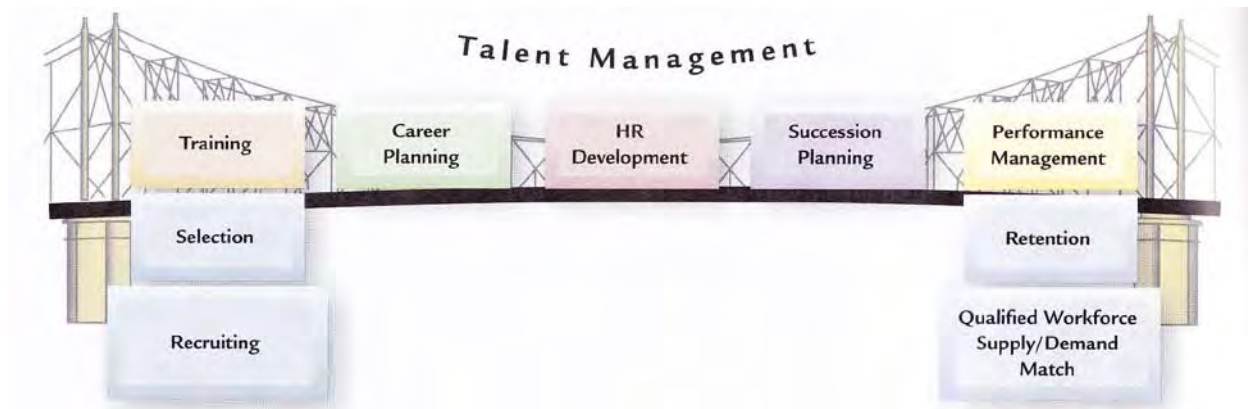 Talent Management
Training
Career
Planning
HR
Development
Succession
Planning
Performance
Management
Selection
Retention
Recruiting
Qualified Workforce
Supply/Demand
Match